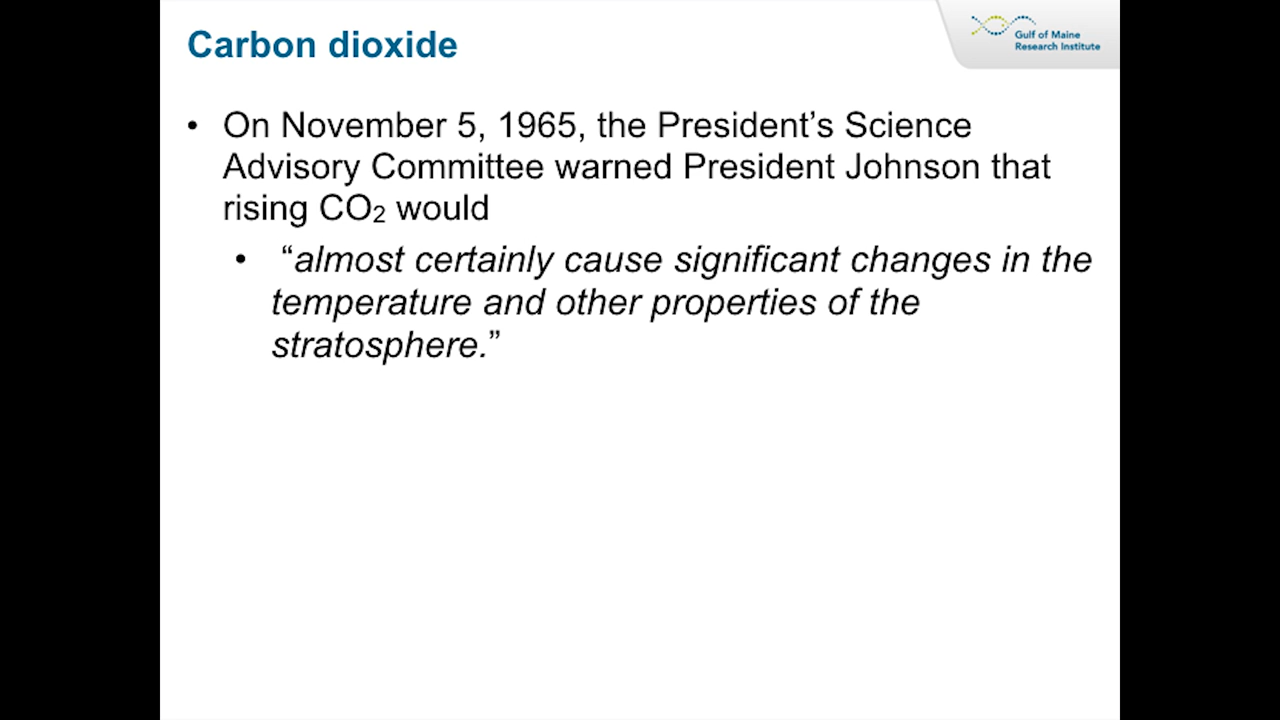 Carbon dioxide
Gulf of Maine
Research Institute
• On November 5, 1965, the President’s Science
Advisory Committee warned President Johnson that
rising CO₂ would
• “almost certainly cause significant changes in the
temperature and other properties of the
stratosphere.”